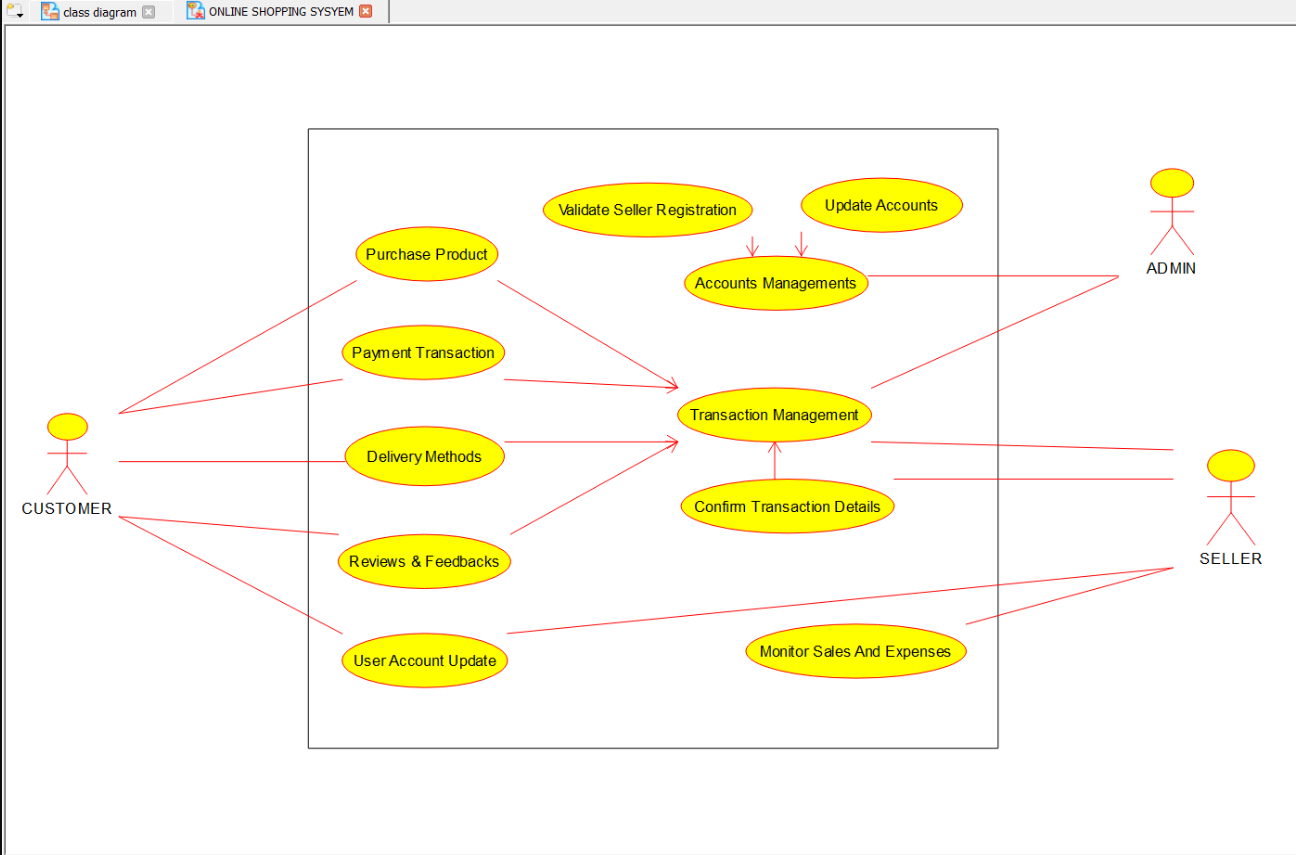 class diagram
ONLINE SHOPPING SYSYEM
Validate Seller Registration
Update Accounts
Purchase Product
Accounts Managements
ADMIN
Payment Transaction
Transaction Management
Delivery Methods
CUSTOMER
Confirm Transaction Details
Reviews & Feedbacks
SELLER
User Account Update
Monitor Sales And Expenses